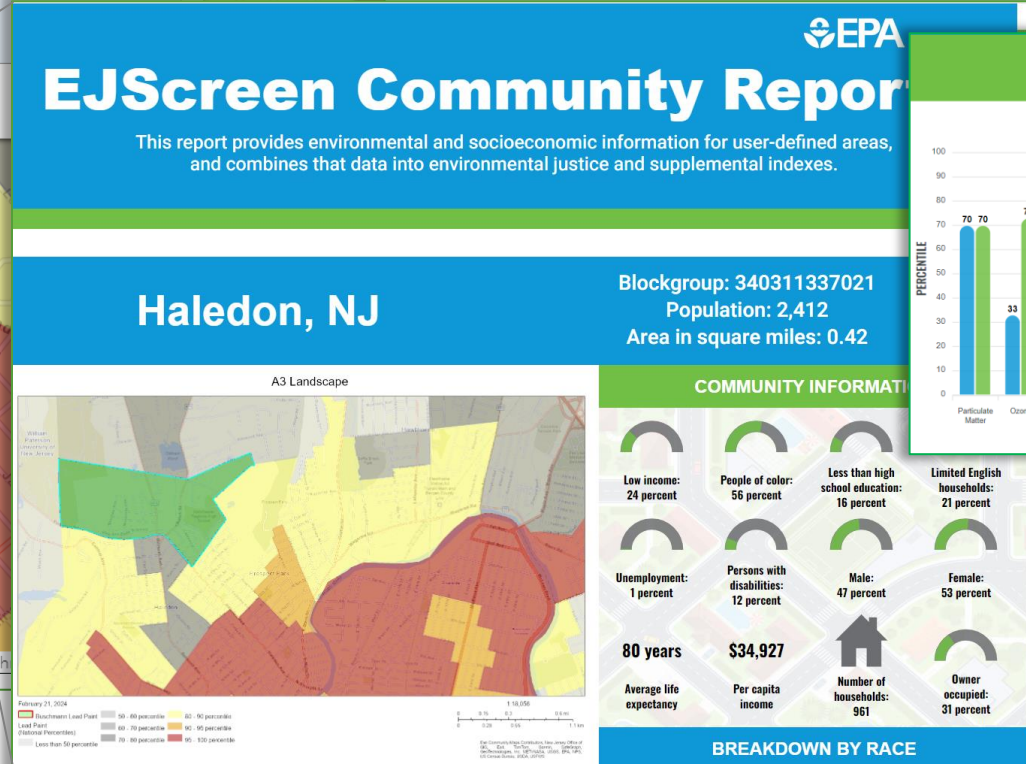 EPA
EJScreen Community Repor
This report provides environmental and socioeconomic information for user-defined areas,
and combines that data into environmental justice and supplemental indexes.
Haledon, NJ
Blockgroup: 340311337021
Population: 2,412
Area in square miles: 0.42
A3 Landscape
February 21, 2024
Buschmann Lead Paint
Lead Paint
(National Percentiles)
Less than 50 percentile
50 - 60 percentile
60 - 70 percentile
70 - 80 percentile
80 - 90 percentile
90 - 95 percentile
95 - 100 percentile
COMMUNITY INFORMATI
Low income:
24 percent
People of color:
56 percent
Less than high
school education:
16 percent
Limited English
households:
21 percent
Unemployment:
1 percent
Persons with
disabilities:
12 percent
Male:
47 percent
Female:
53 percent
80 years
Average life
expectancy
$34,927
Per capita
income
Number of
households:
961
Owner
occupied:
31 percent
BREAKDOWN BY RACE
PERCENTILE
100
90
80
70
60
50
40
30
20
10
0
70 70
33
7
Particulate
Matter
Ozon